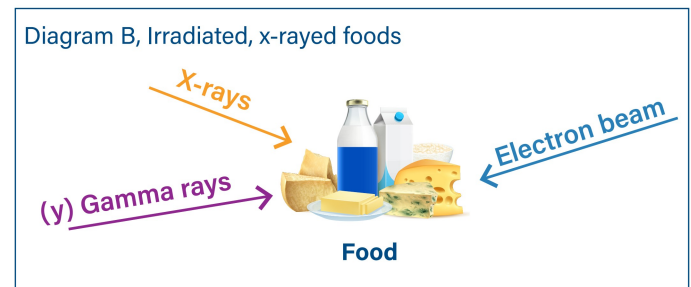 Diagram B, Irradiated, x-rayed foods
X-rays
Electron beam
(y) Gamma rays
Food